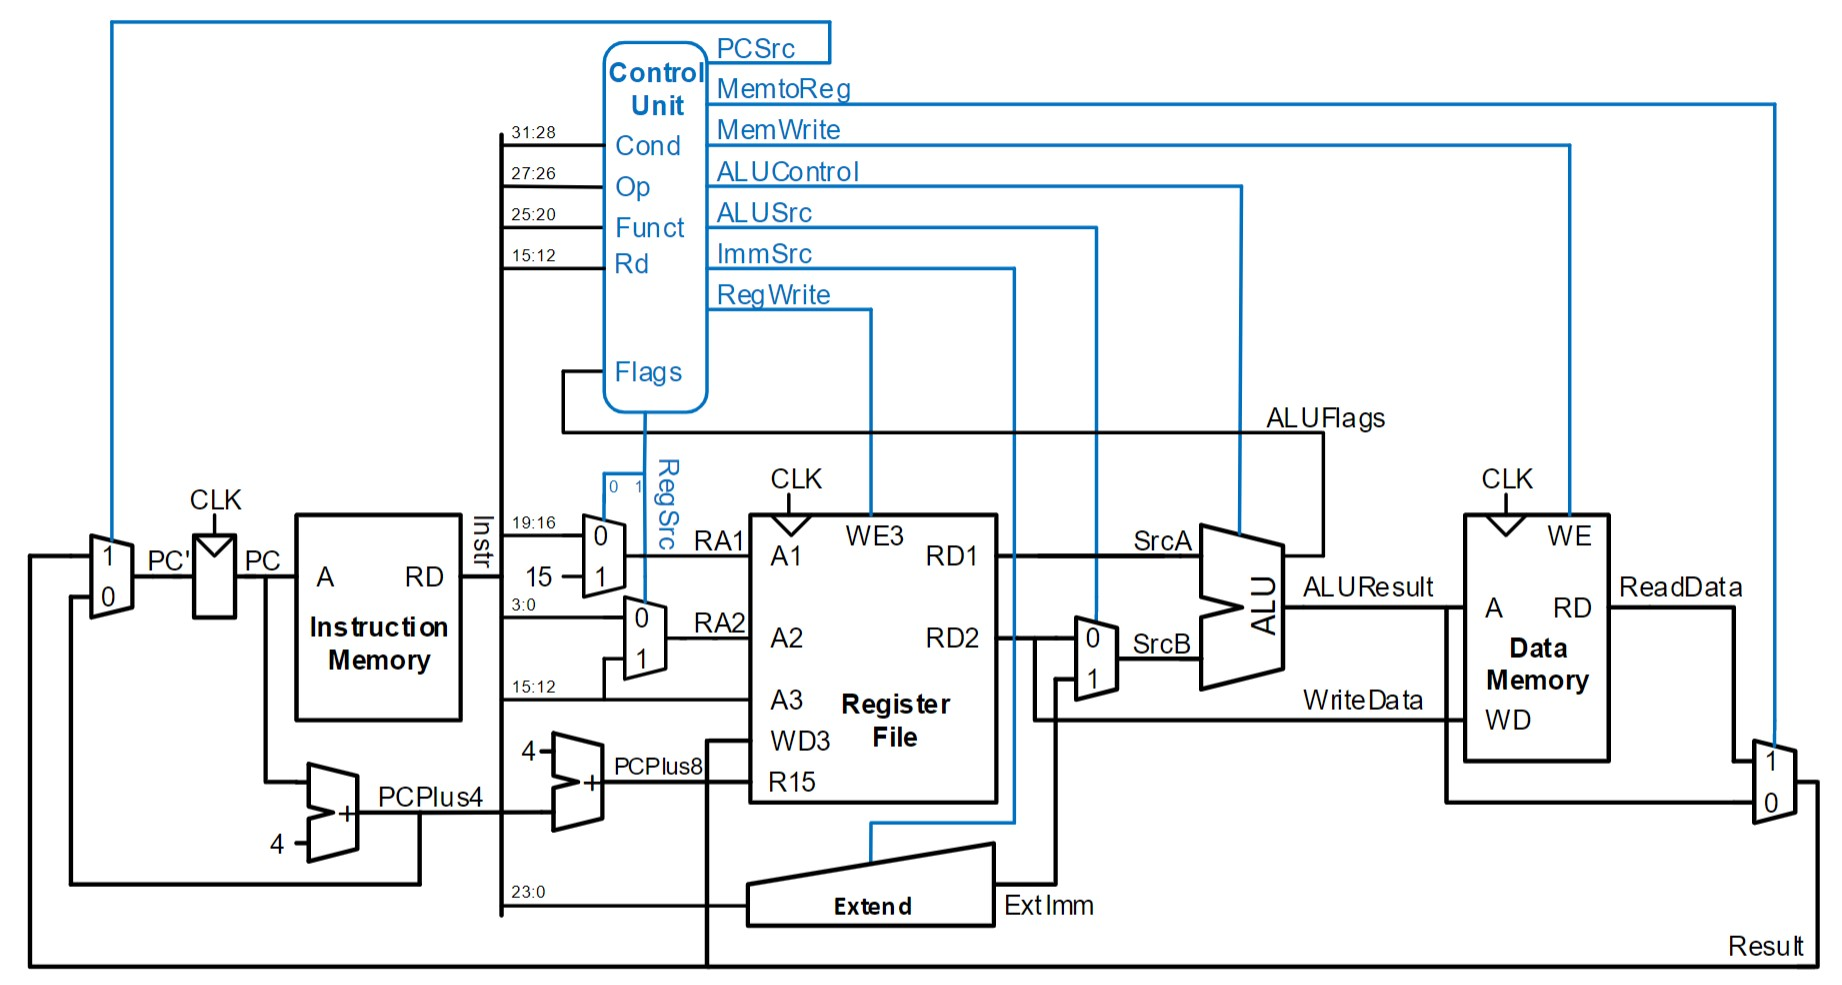 PCSrc
Control
Unit
MemtoReg
MemWrite
31:28
Cond
27:26
Op
ALUControl
25:20
Funct
ALUSrc
15:12
Rd
ImmSrc
RegWrite
Flags
ALUFlags
RegSrc
0 1
CLK
CLK
CLK
1
0
PC'
PC
A
RD
Instruction
Memory
Instr
19:16
0
15
1
RA1
3:0
0
1
RA2
15:12
A1
WE3
RD1
A2
RD2
A3
Register
File
WD3
R15
SrcA
0
1
SrcB
ALU
ALUResult
WriteData
WE
A
RD
Data
Memory
WD
ReadData
1
0
4
+
PCPlus8
PCPlus4
+
4
23:0
Extend
ExtImm
Result